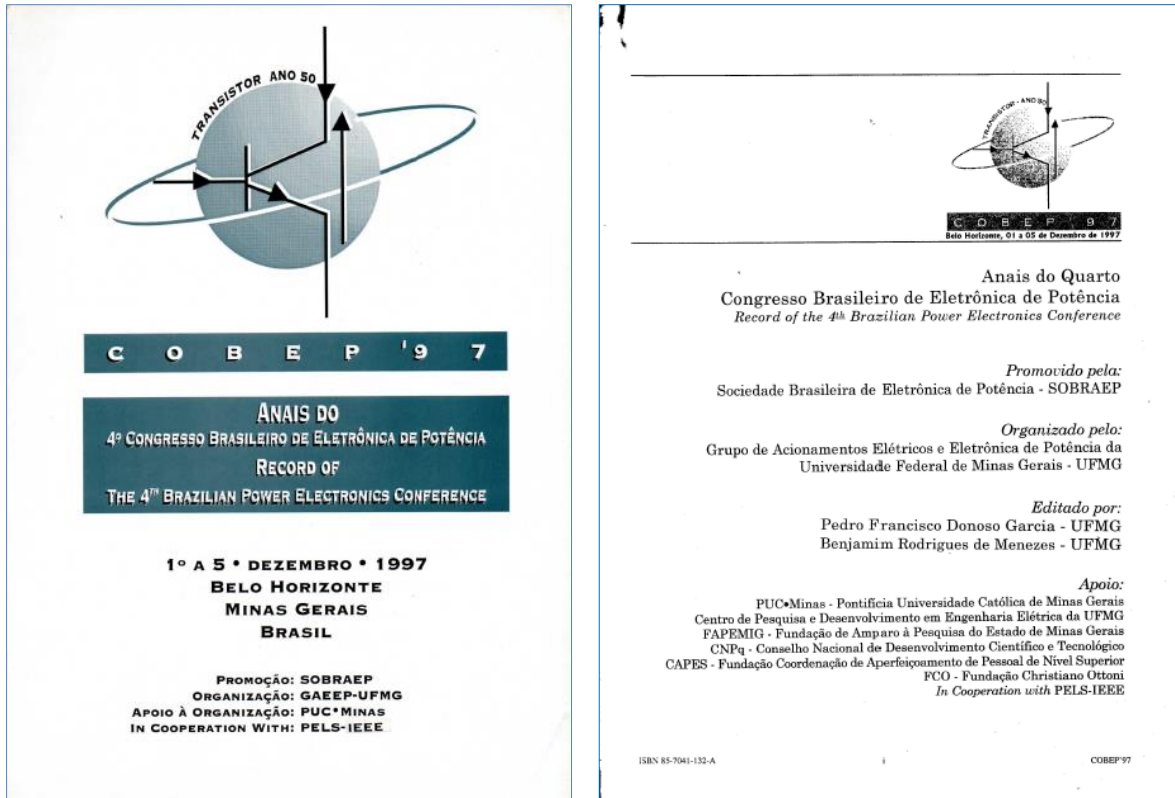 TRANSISTOR ANO 50
COBEP '97
ANAIS DO
4º CONGRESSO BRASILEIRO DE ELETRÔNICA DE POTÊNCIA
RECORD OF
THE 4TH BRAZILIAN POWER ELECTRONICS CONFERENCE
1º A 5 • DEZEMBRO • 1997
BELO HORIZONTE
MINAS GERAIS
BRASIL
PROMOÇÃO: SOBRAEP
ORGANIZAÇÃO: GAEEP-UFMG
APOIO À ORGANIZAÇÃO: PUC•MINAS
IN COOPERATION WITH: PELS-IEEE
TRANSISTOR - ANO 50
COBEP 97
Belo Horizonte, 01 a 05 de Dezembro de 1997
Anais do Quarto
Congresso Brasileiro de Eletrônica de Potência
Record of the 4th Brazilian Power Electronics Conference
Promovido pela:
Sociedade Brasileira de Eletrônica de Potência - SOBRAEP
Organizado pelo:
Grupo de Acionamentos Elétricos e Eletrônica de Potência da
Universidade Federal de Minas Gerais - UFMG
Editado por:
Pedro Francisco Donoso Garcia - UFMG
Benjamim Rodrigues de Menezes - UFMG
Apoio:
PUC•Minas - Pontifícia Universidade Católica de Minas Gerais
Centro de Pesquisa e Desenvolvimento em Engenharia Elétrica da UFMG
FAPEMIG - Fundação de Amparo à Pesquisa do Estado de Minas Gerais
CNPq - Conselho Nacional de Desenvolvimento Científico e Tecnológico
CAPES - Fundação Coordenação de Aperfeiçoamento de Pessoal de Nível Superior
FCO - Fundação Christiano Ottoni
In Cooperation with PELS-IEEE
ISBN 85-7041-132-A
i
COBEP'97